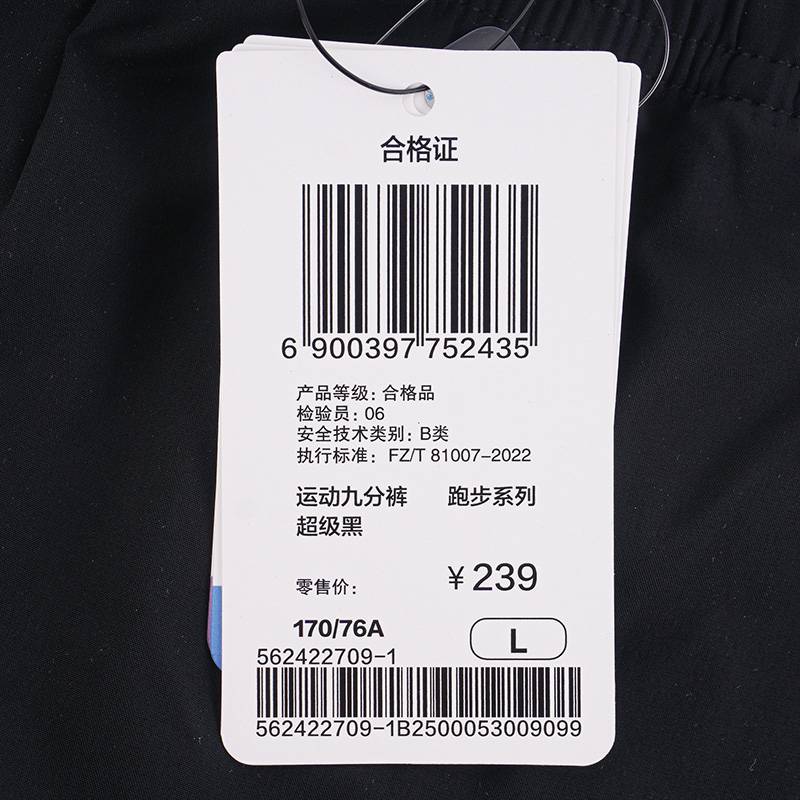 合格证
6 900397 752435
产品等级: 合格品
检验员: 06
安全技术类别: B类
执行标准: FZ/T 81007-2022
运动九分裤 跑步系列
超级黑
零售价: ¥239
170/76A L
562422709-1
562422709-1B2500053009099